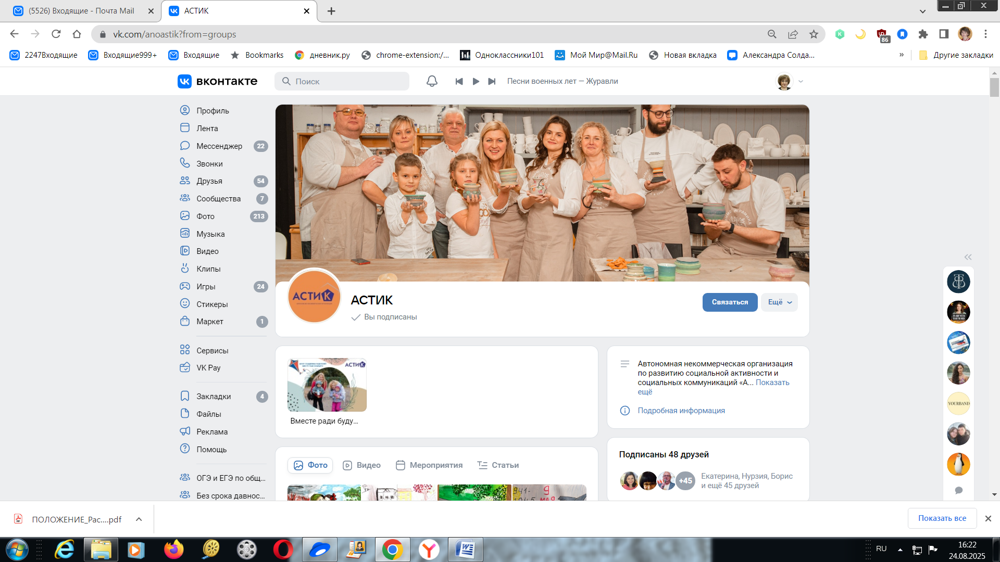 (5526) Входящие - Почта Mail
АСТИК
vk.com/anoastik?from=groups
86
2247Входящие
Входящие999+
Входящие
Bookmarks
дневник.ру
chrome-extension:/...
Одноклассники101
Мой Мир@Mail.Ru
Новая вкладка
Александра Солда...
»
Другие закладки
вконтакте
Поиск
Песни военных лет — Журавли
Профиль
Лента
Мессенджер 22
Звонки
Друзья 54
Сообщества 7
Фото 213
Музыка
Видео
Клипы
Игры 24
Стикеры
Маркет 1
Сервисы
VK Pay
Закладки 4
Файлы
Реклама
Помощь
ОГЭ и ЕГЭ по общ...
Без срока давнос...
АСТИК
АСТИК
Вы подписаны
Связаться
Ещё
АСТИК
Вместе ради буду...
Автономная некоммерческая организация
по развитию социальной активности и
социальных коммуникаций «А... Показать
ещё
Подробная информация
Фото
Видео
Мероприятия
Статьи
941-
9
1945
МАЯ
Подписаны 48 друзей
+45
Екатерина, Нурзия, Борис
и ещё 45 друзей
25 АВГУСТА
YOURBAND
ПОЛОЖЕНИЕ_Рас....pdf
Показать все
RU
16:22
24.08.2025